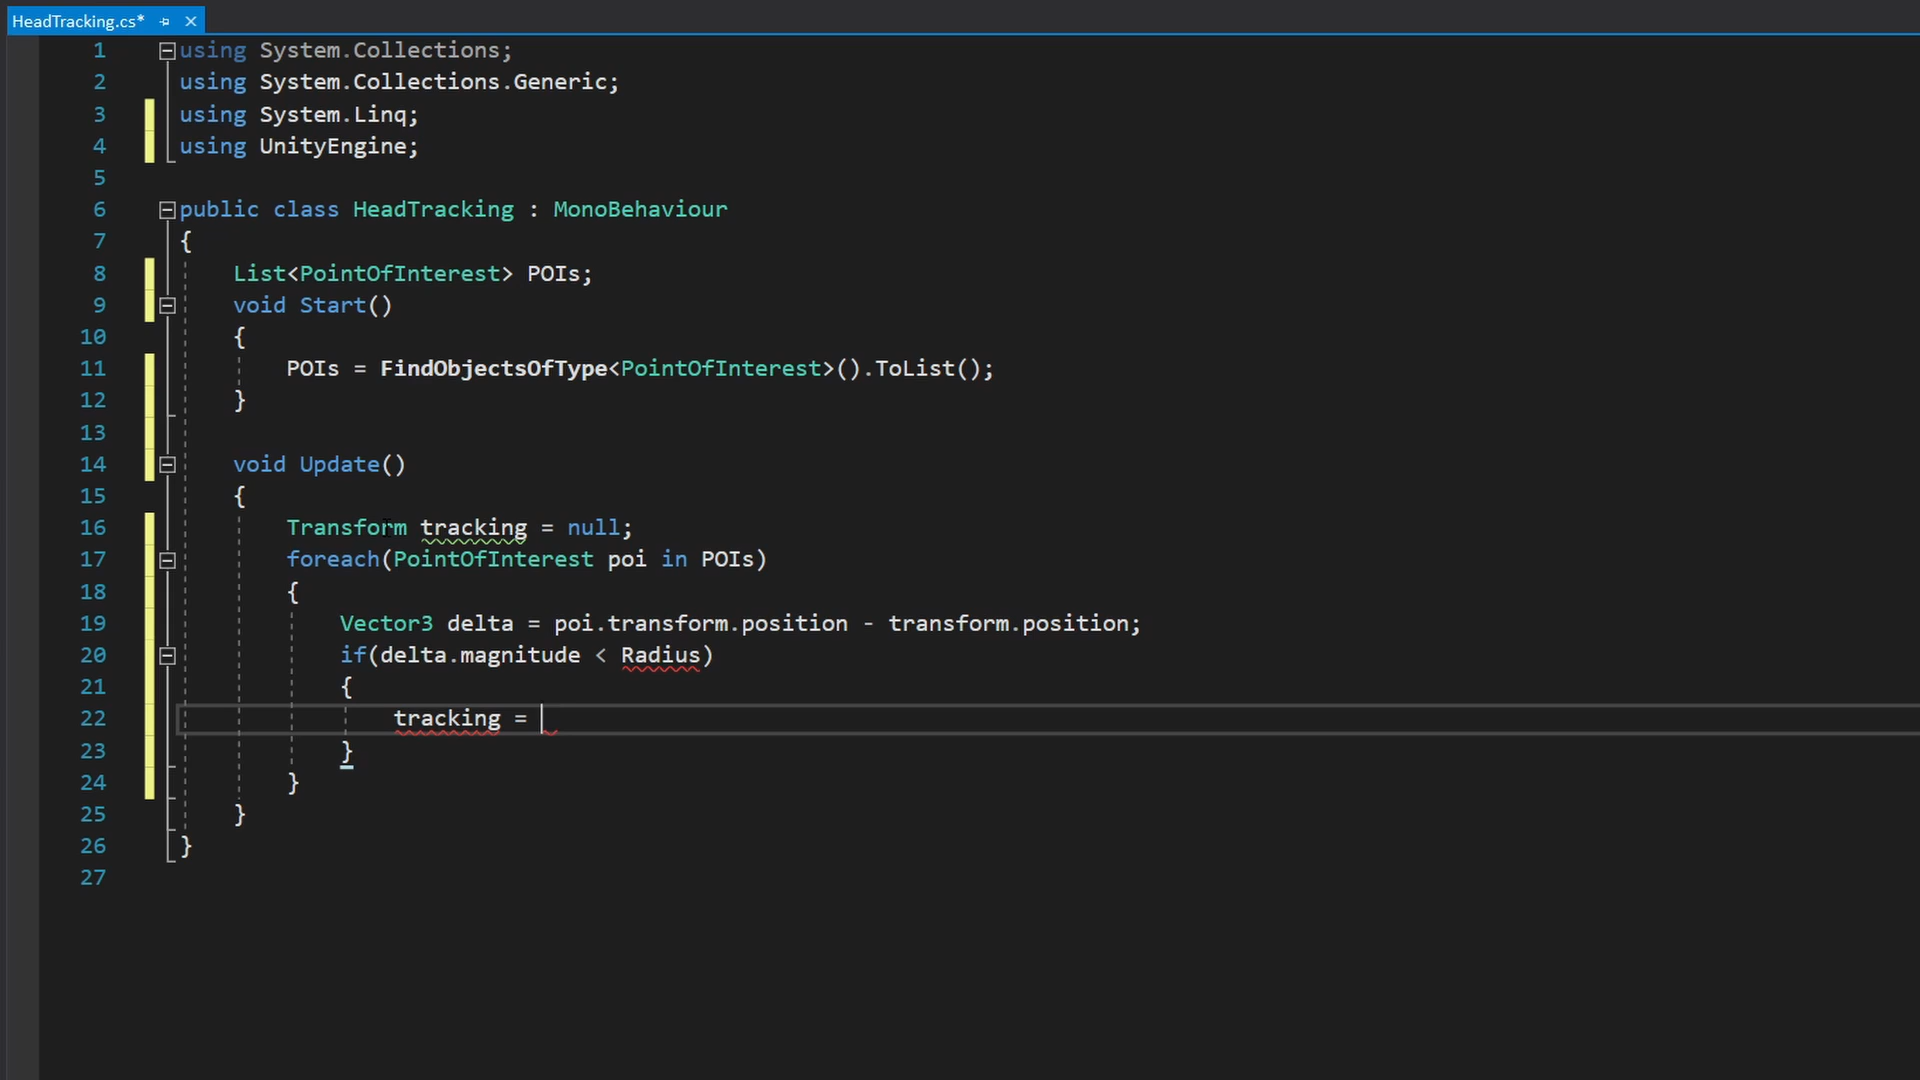 HeadTracking.cs*
1 using System.Collections;
2 using System.Collections.Generic;
3 using System.Linq;
4 using UnityEngine;
5
6 public class HeadTracking : MonoBehaviour
7 {
8 List<PointOfInterest> POIs;
9 void Start()
10 {
11 POIs = FindObjectsOfType<PointOfInterest>().ToList();
12 }
13
14 void Update()
15 {
16 Transform tracking = null;
17 foreach(PointOfInterest poi in POIs)
18 {
19 Vector3 delta = poi.transform.position - transform.position;
20 if(delta.magnitude < Radius)
21 {
22 tracking =
23 }
24 }
25 }
26 }
27